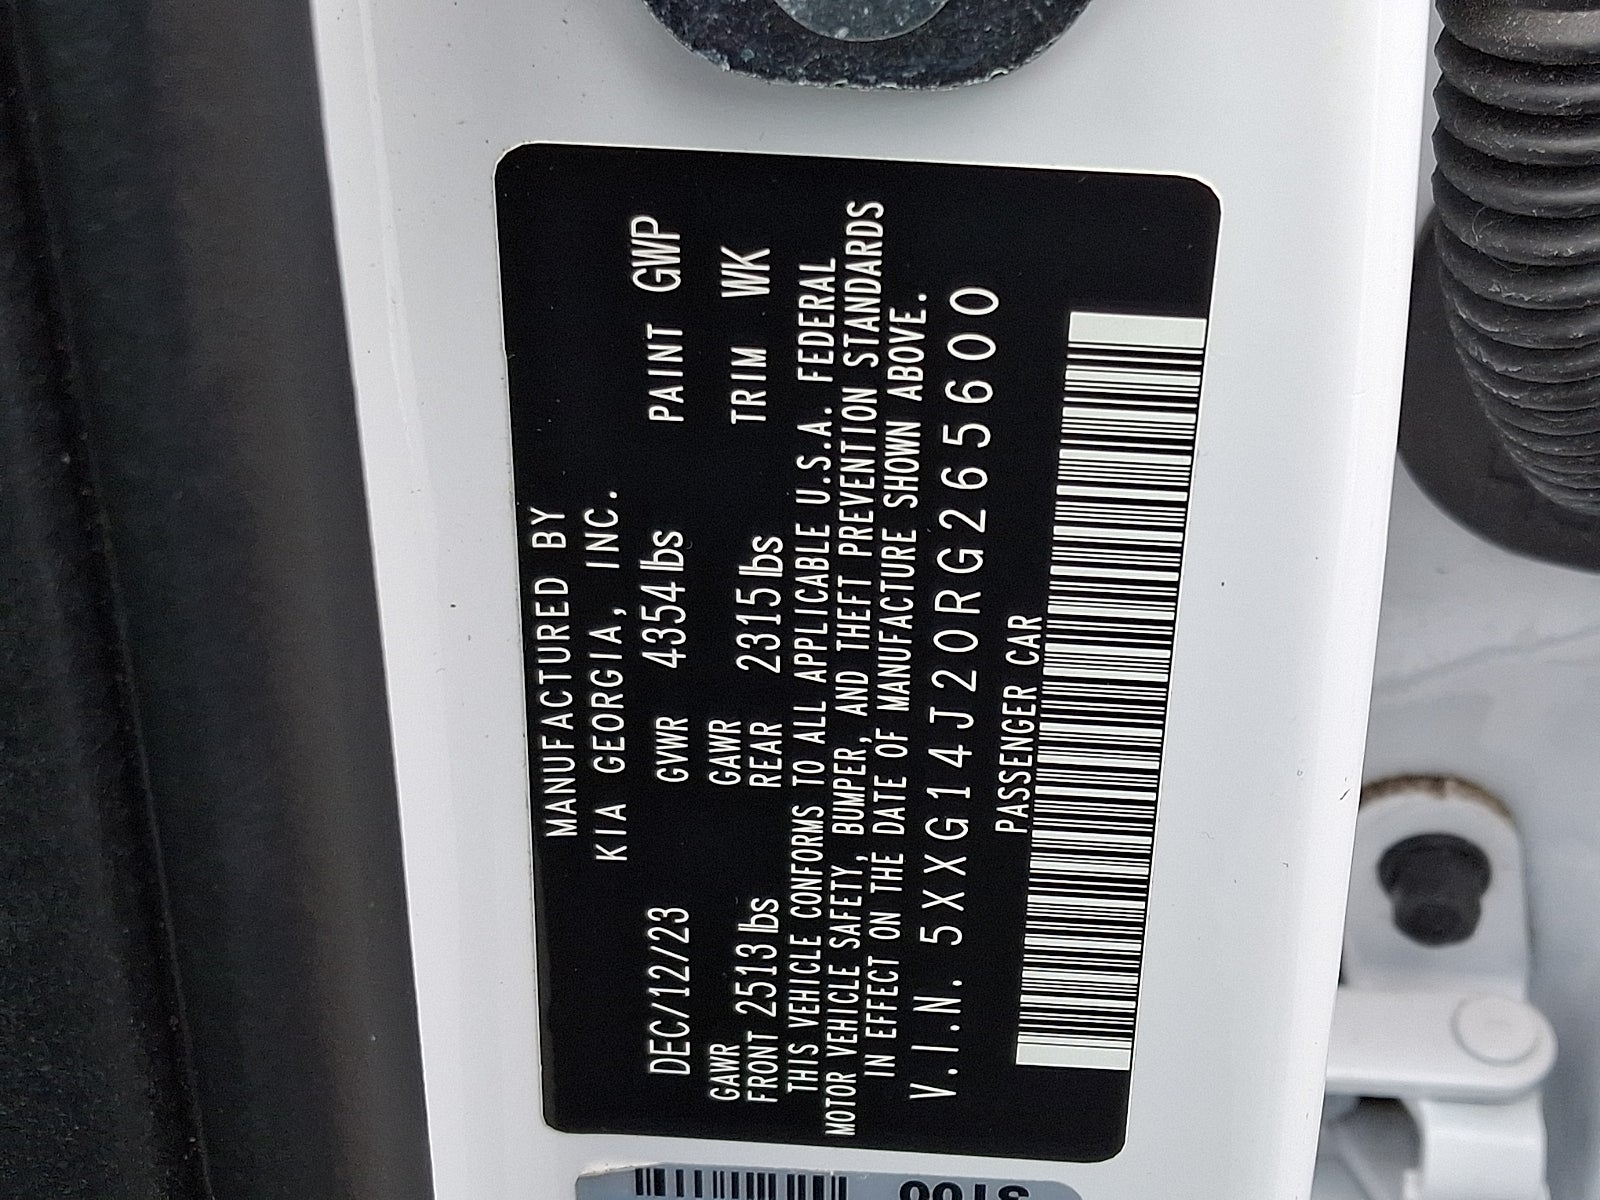 MANUFACTURED BY
KIA GEORGIA, INC.
DEC/12/23 GVWR 4354 lbs PAINT GWP
GAWR FRONT 2513 lbs GAWR REAR 2315 lbs TRIM WK
THIS VEHICLE CONFORMS TO ALL APPLICABLE U.S.A. FEDERAL
MOTOR VEHICLE SAFETY, BUMPER, AND THEFT PREVENTION STANDARDS
IN EFFECT ON THE DATE OF MANUFACTURE SHOWN ABOVE.
V.I.N. 5XXG14J20RG265600
PASSENGER CAR